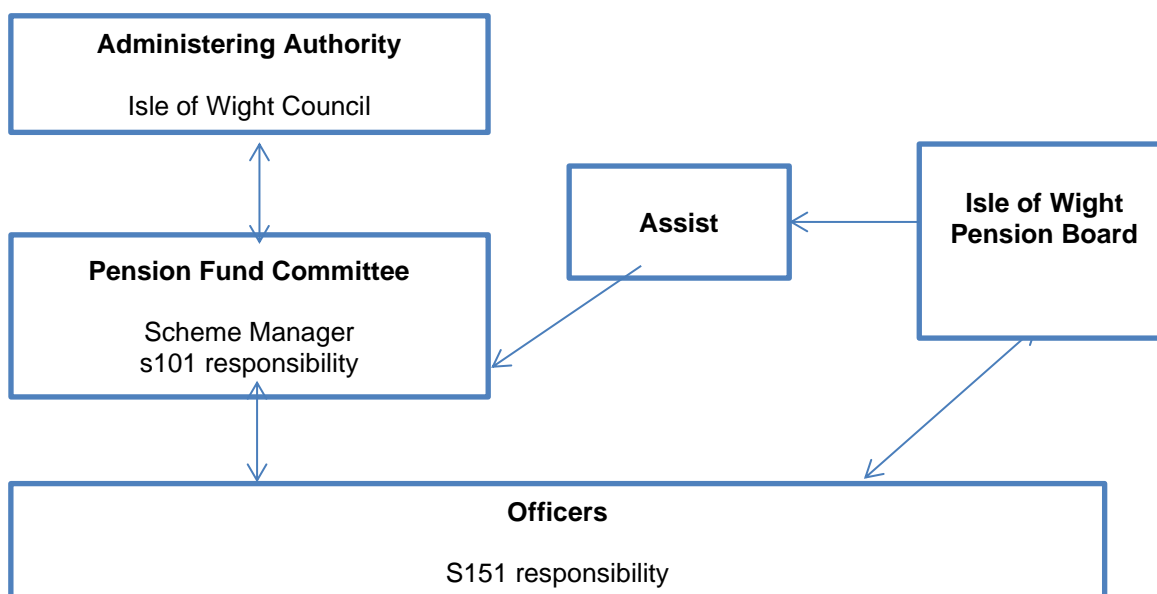 Administering Authority
Isle of Wight Council
Assist
Isle of Wight
Pension Board
Pension Fund Committee
Scheme Manager
s101 responsibility
Officers
S151 responsibility